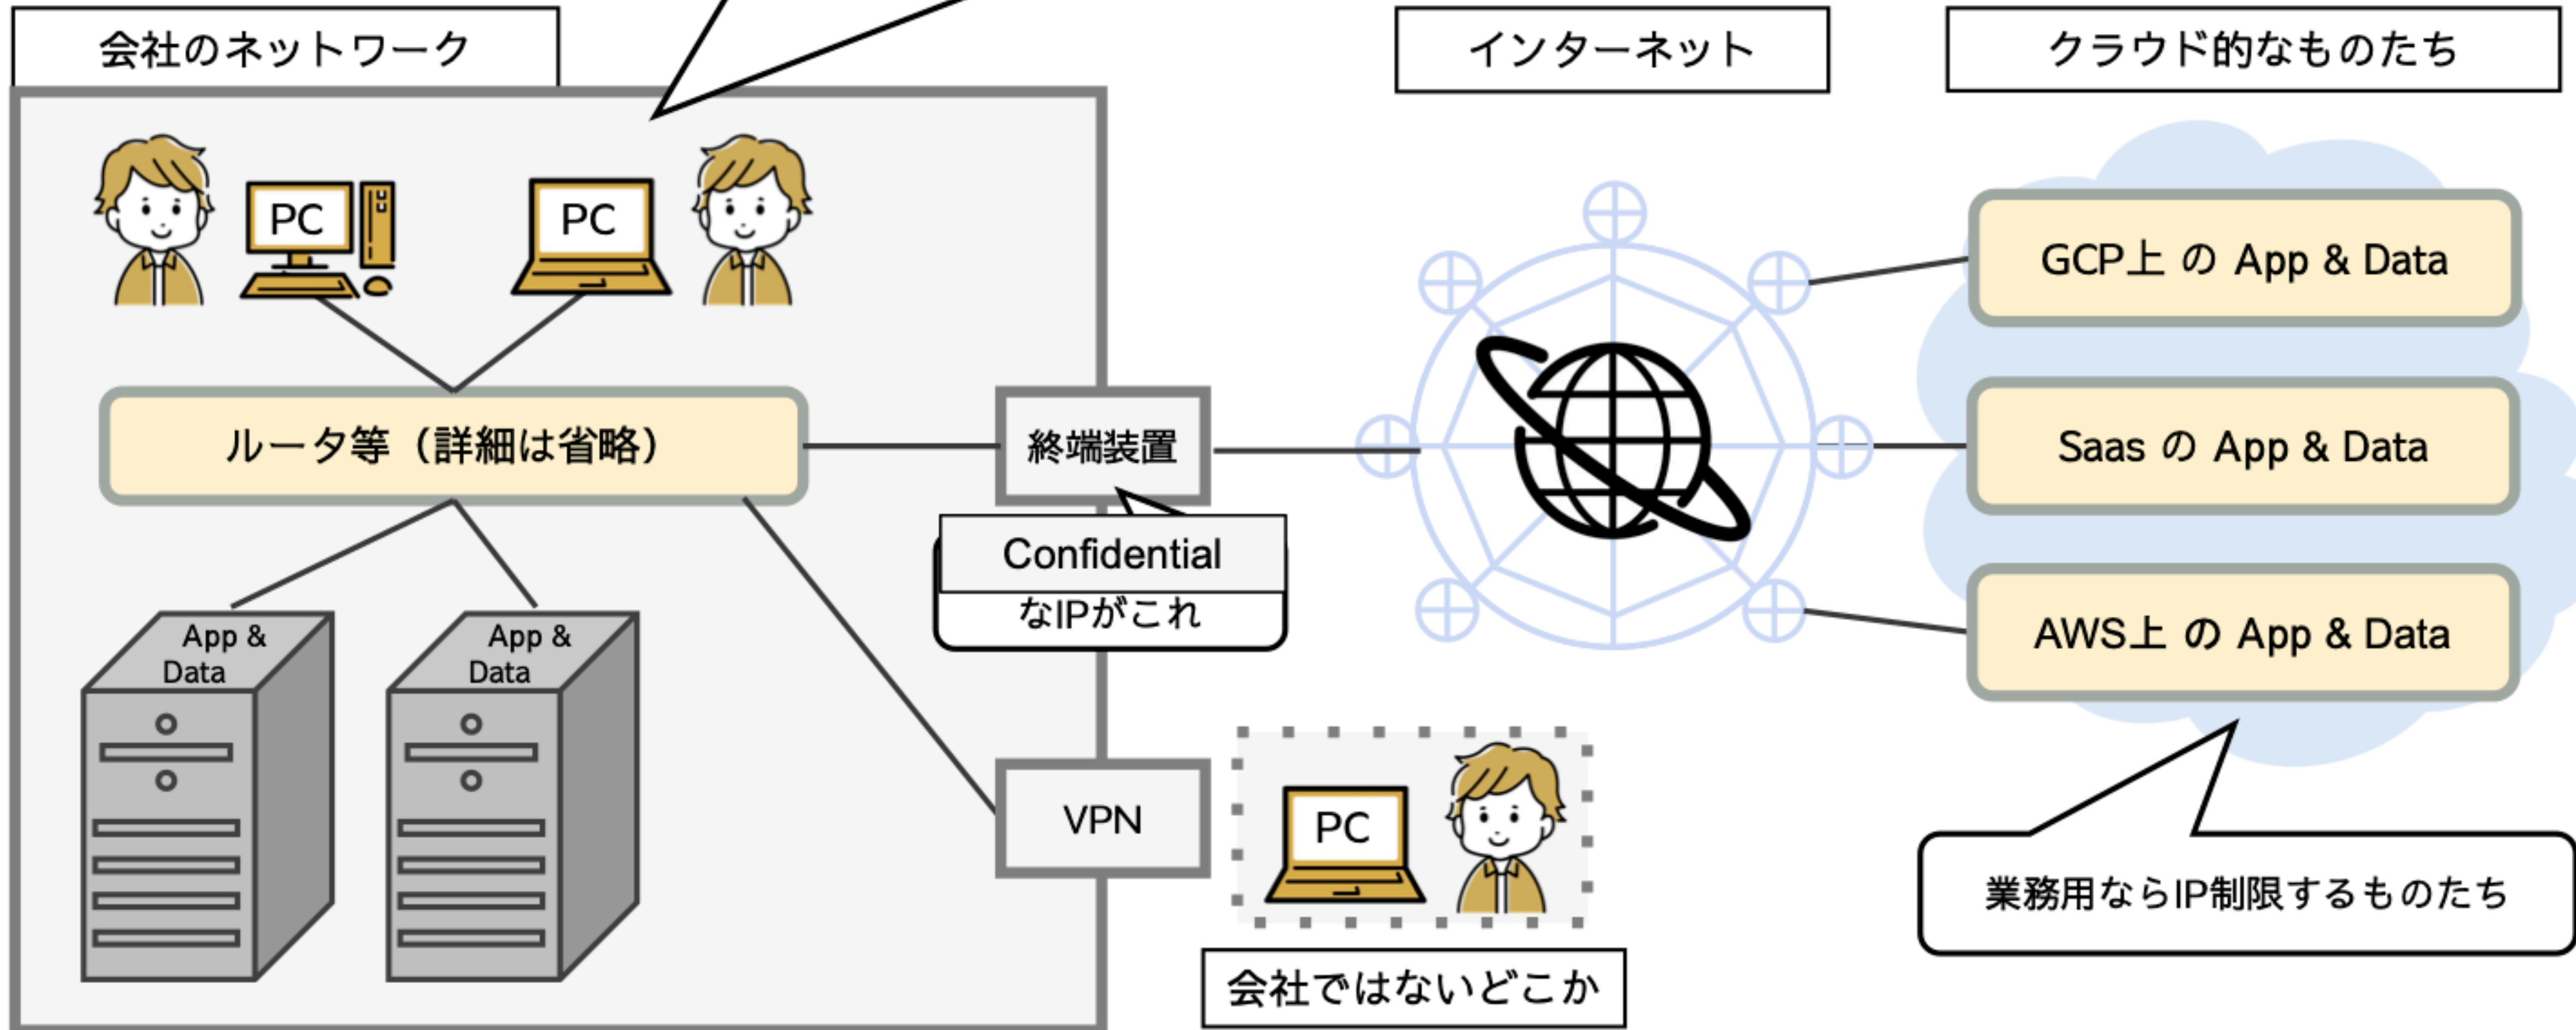 会社のネットワーク
インターネット
クラウド的なものたち
PC
PC
GCP上 の App & Data
ルータ等（詳細は省略）
終端装置
Saas の App & Data
Confidential
なIPがこれ
AWS上 の App & Data
App &
Data
App &
Data
VPN
PC
業務用ならIP制限するものたち
会社ではないどこか